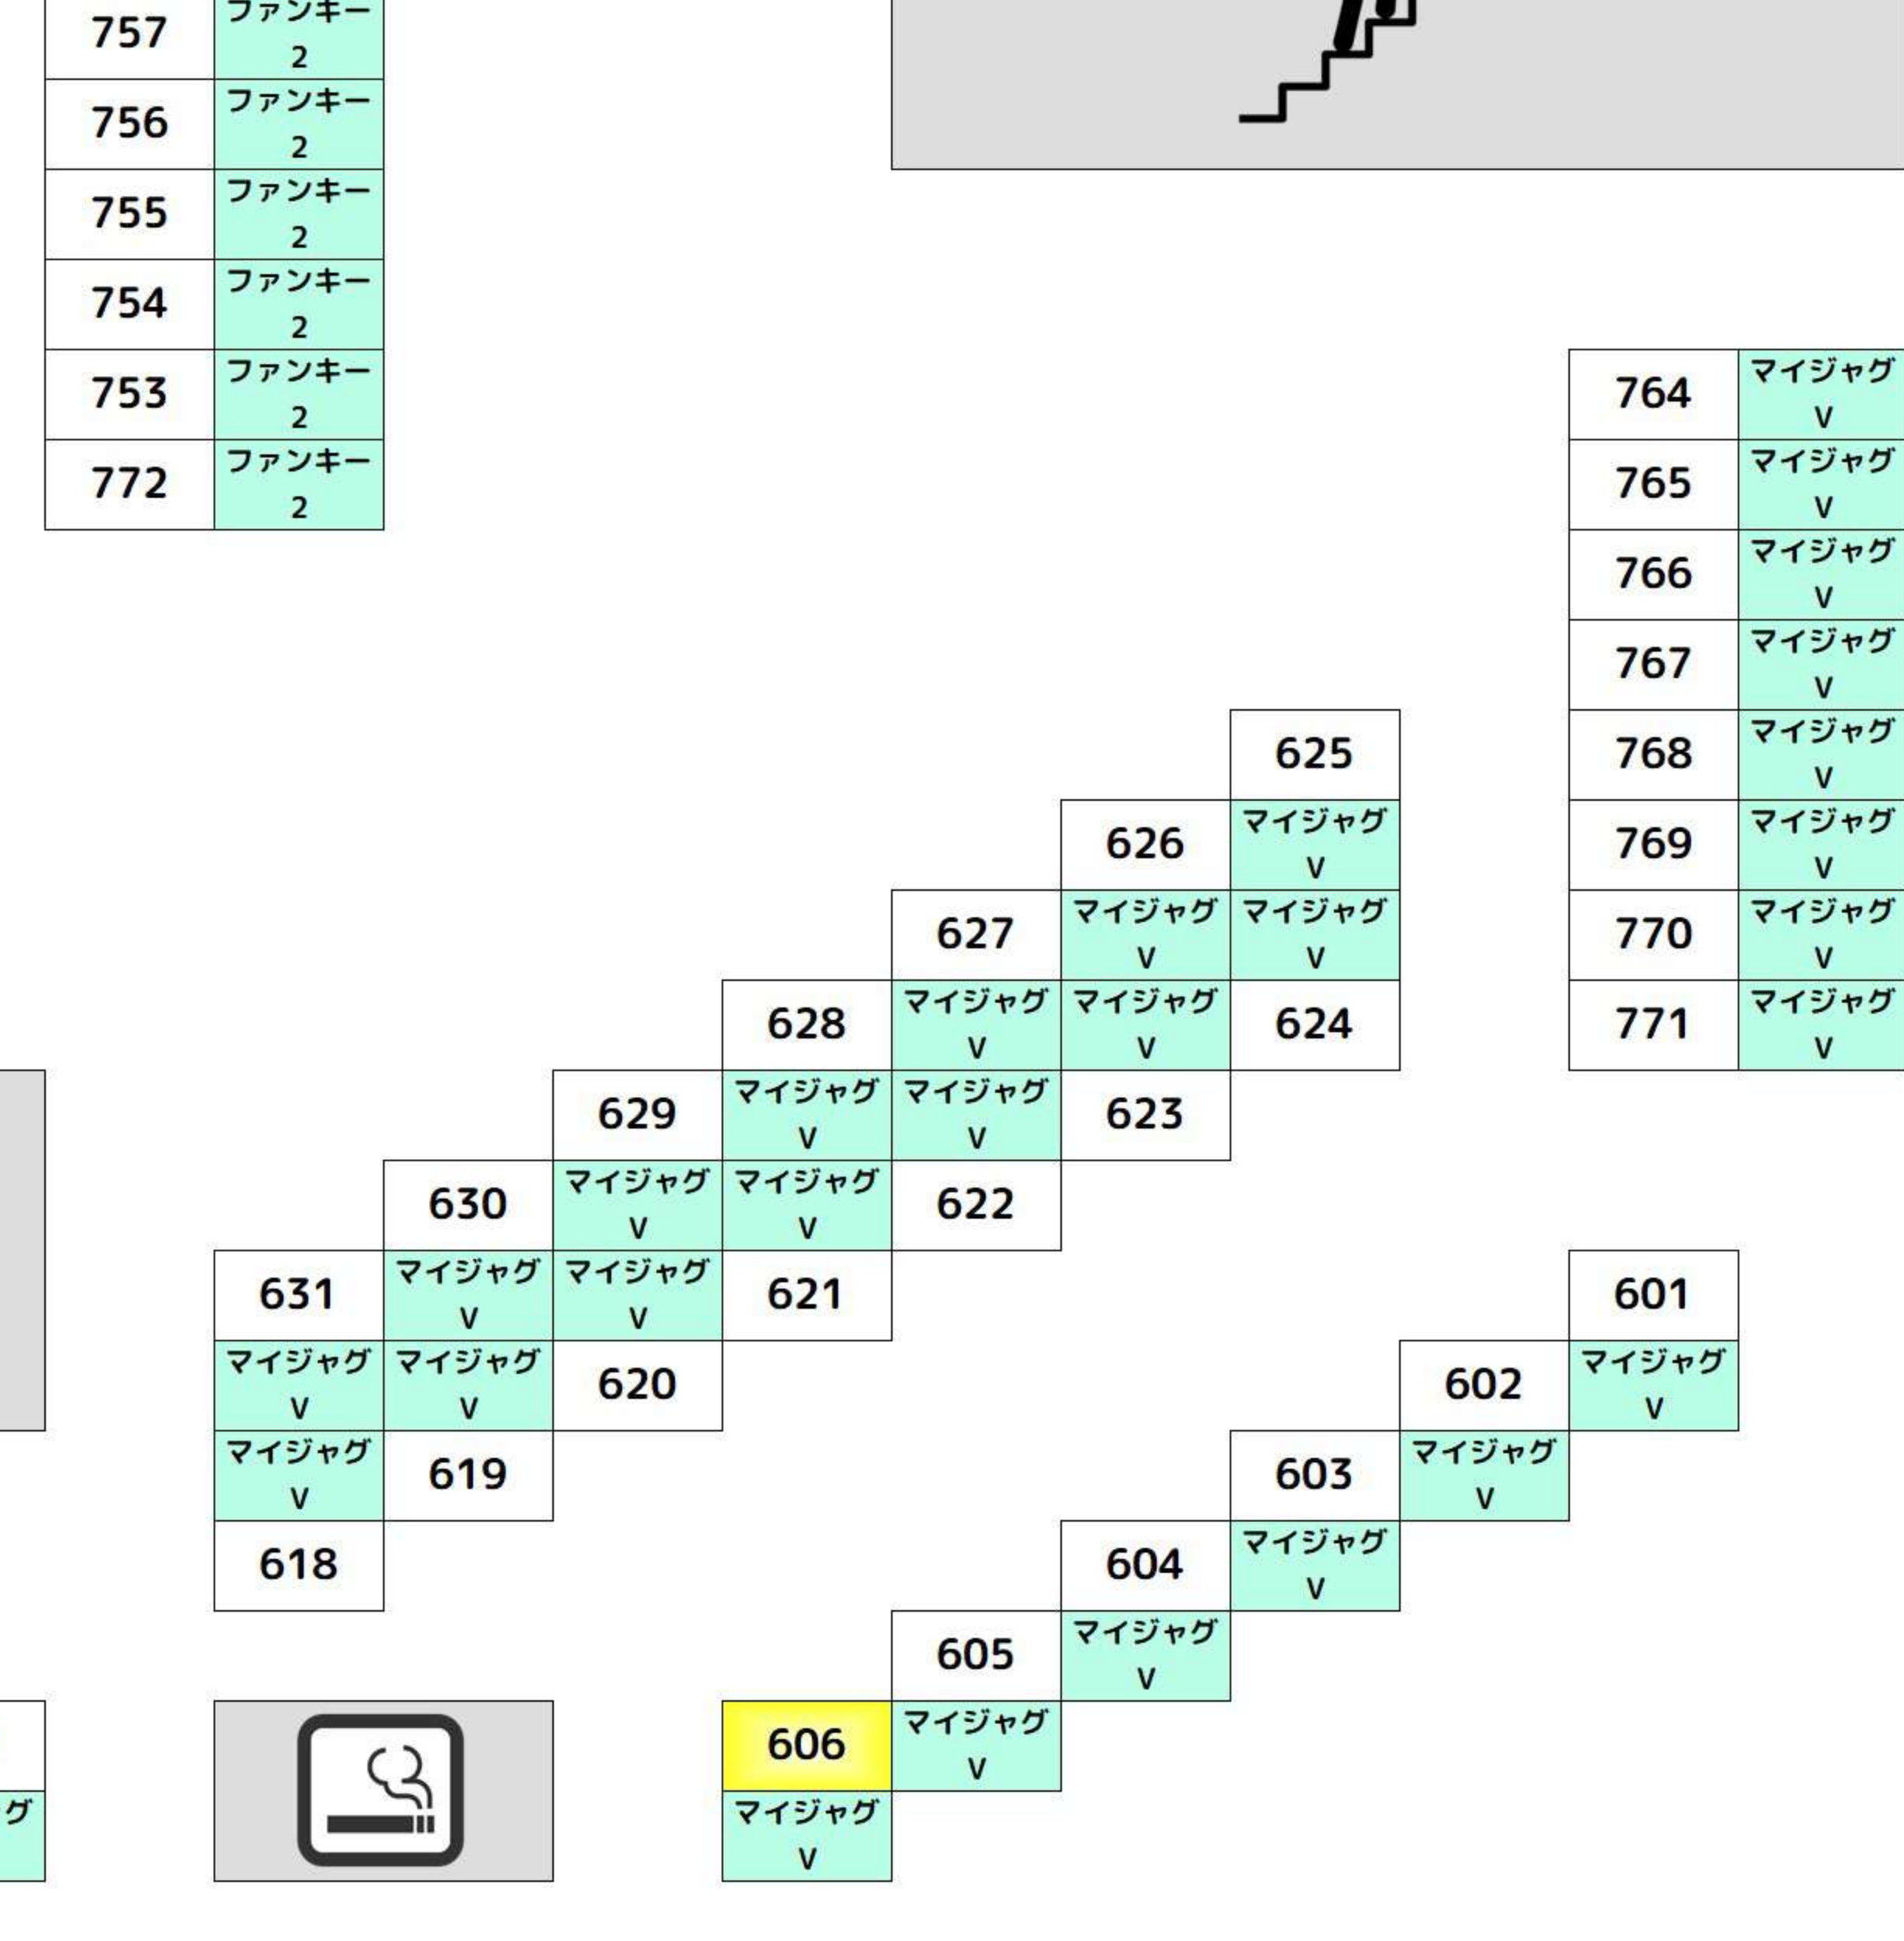 757
ファンキー
2
756
ファンキー
2
755
ファンキー
2
754
ファンキー
2
753
ファンキー
2
772
ファンキー
2
764
マイジャグ
V
765
マイジャグ
V
766
マイジャグ
V
767
マイジャグ
V
768
マイジャグ
V
769
マイジャグ
V
770
マイジャグ
V
771
マイジャグ
V
625
マイジャグ
V
626
マイジャグ
V
627
マイジャグ
V
628
マイジャグ
V
629
マイジャグ
V
630
マイジャグ
V
631
マイジャグ
V
マイジャグ
V
624
マイジャグ
V
623
マイジャグ
V
622
マイジャグ
V
621
マイジャグ
V
620
マイジャグ
V
619
マイジャグ
V
618
601
マイジャグ
V
602
マイジャグ
V
603
マイジャグ
V
604
マイジャグ
V
605
マイジャグ
V
606
マイジャグ
V
グ